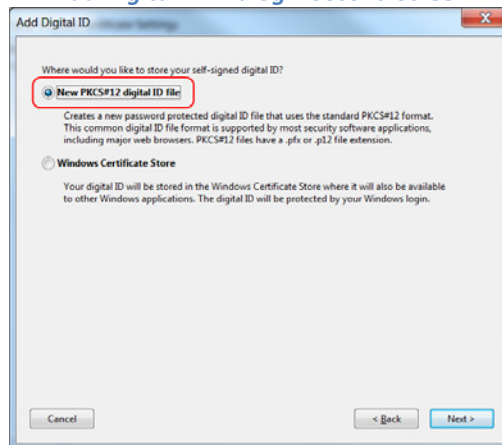 Add Digital ID
Where would you like to store your self-signed digital ID?
New PKCS#12 digital ID file
Creates a new password protected digital ID file that uses the standard PKCS#12 format.
This common digital ID file format is supported by most security software applications,
including major web browsers. PKCS#12 files have a .pfx or .p12 file extension.
Windows Certificate Store
Your digital ID will be stored in the Windows Certificate Store where it will also be available
to other Windows applications. The digital ID will be protected by your Windows login.
Cancel
< Back
Next >